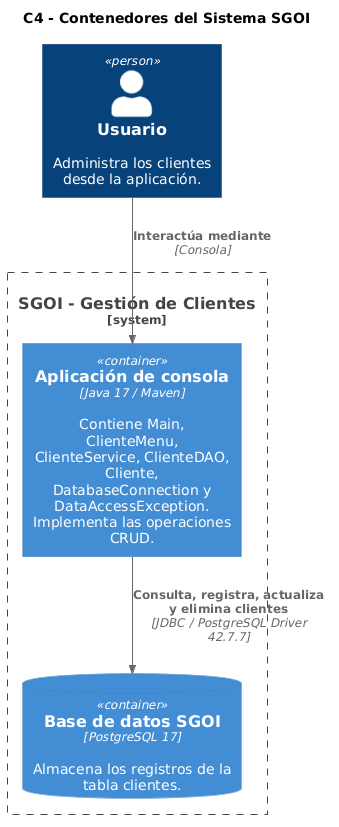 C4 - Contenedores del Sistema SGOI
«person»
Usuario
Administra los clientes
desde la aplicación.
Interactúa mediante
[Consola]
SGOI - Gestión de Clientes
[system]
«container»
Aplicación de consola
[Java 17 / Maven]
Contiene Main,
ClienteMenu,
ClienteService, ClienteDAO,
Cliente,
DatabaseConnection y
DataAccessException.
Implementa las operaciones
CRUD.
Consulta, registra, actualiza
y elimina clientes
[JDBC / PostgreSQL Driver
42.7.7]
«container»
Base de datos SGOI
[PostgreSQL 17]
Almacena los registros de la
tabla clientes.